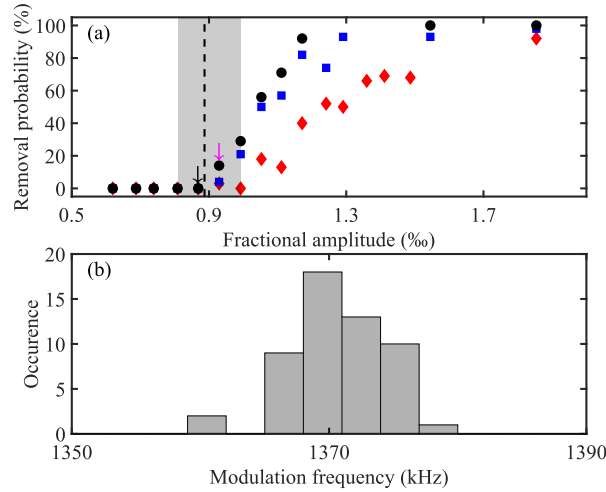 (a)
Removal probability (%)
100
80
60
40
20
0
0.5 0.9 1.3 1.7
Fractional amplitude (‰)
(b)
Occurence
20
15
10
5
0
1350 1370 1390
Modulation frequency (kHz)